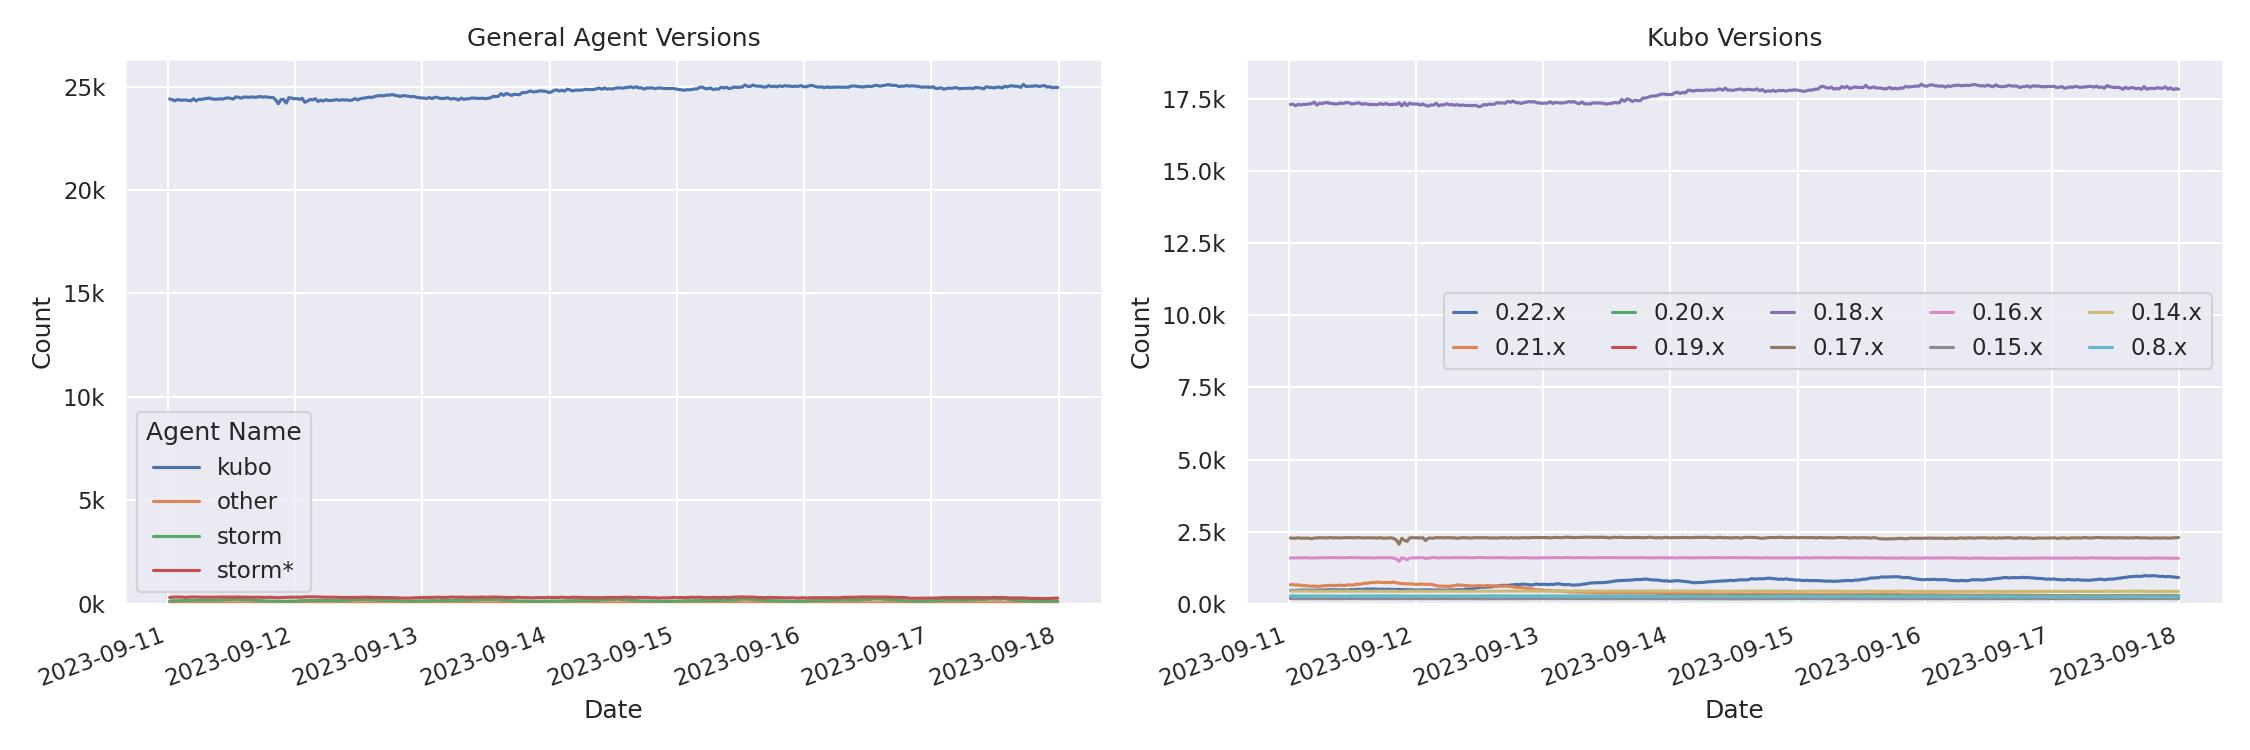 General Agent Versions
25k
20k
15k
10k
5k
0k
Count
Agent Name
kubo
other
storm
storm*
2023-09-11
2023-09-12
2023-09-13
2023-09-14
2023-09-15
2023-09-16
2023-09-17
2023-09-18
Date
Kubo Versions
17.5k
15.0k
12.5k
10.0k
7.5k
5.0k
2.5k
0.0k
Count
0.22.x 0.20.x 0.18.x 0.16.x 0.14.x
0.21.x 0.19.x 0.17.x 0.15.x 0.8.x
2023-09-11
2023-09-12
2023-09-13
2023-09-14
2023-09-15
2023-09-16
2023-09-17
2023-09-18
Date